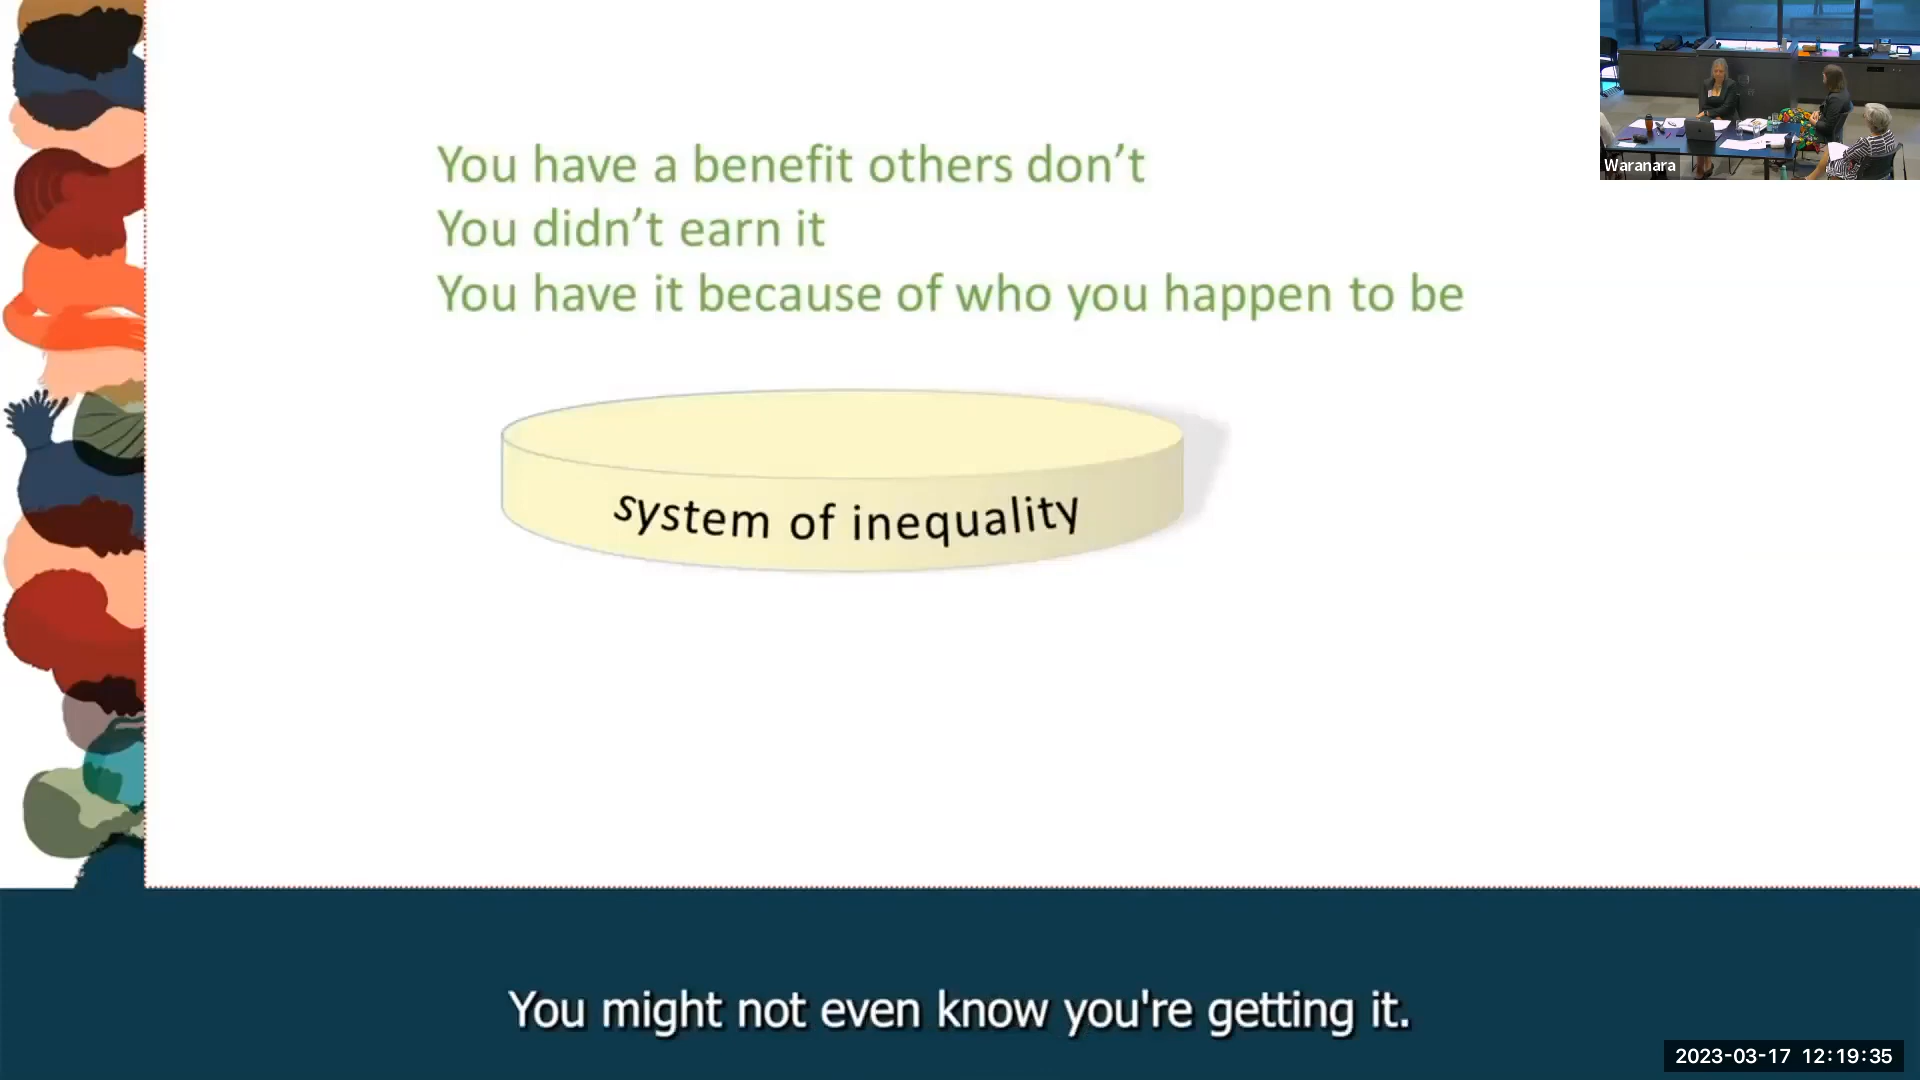 You have a benefit others don’t
You didn’t earn it
You have it because of who you happen to be
Waranara
system of inequality
You might not even know you're getting it.
2023-03-17 12:19:35